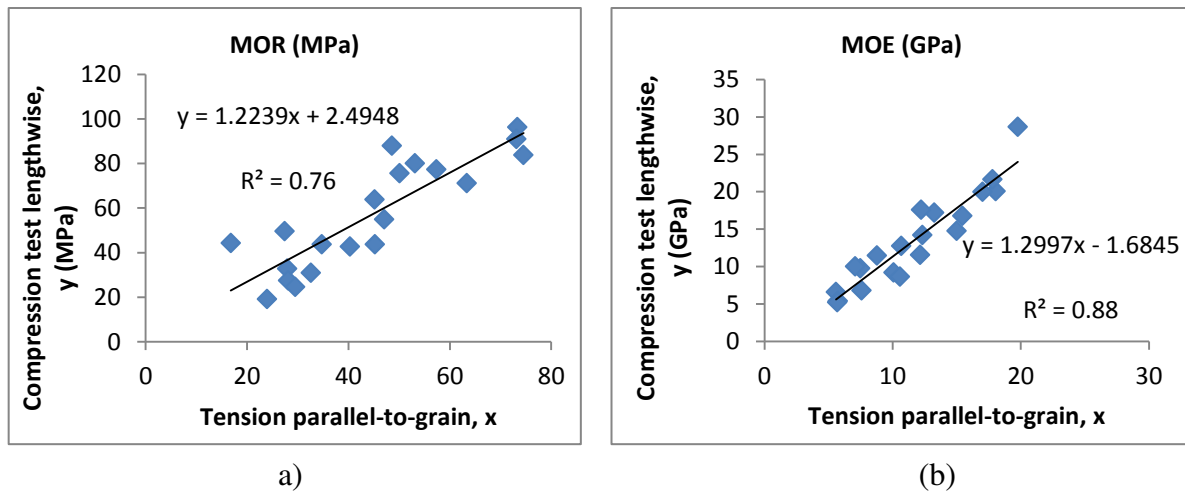 MOR (MPa)
Compression test lengthwise,
y (MPa)
120
100
80
60
40
20
0
y = 1.2239x + 2.4948
R² = 0.76
0 20 40 60 80
Tension parallel-to-grain, x
a)
MOE (GPa)
Compression test lengthwise,
y (GPa)
35
30
25
20
15
10
5
0
y = 1.2997x - 1.6845
R² = 0.88
0 10 20 30
Tension parallel-to-grain, x
(b)